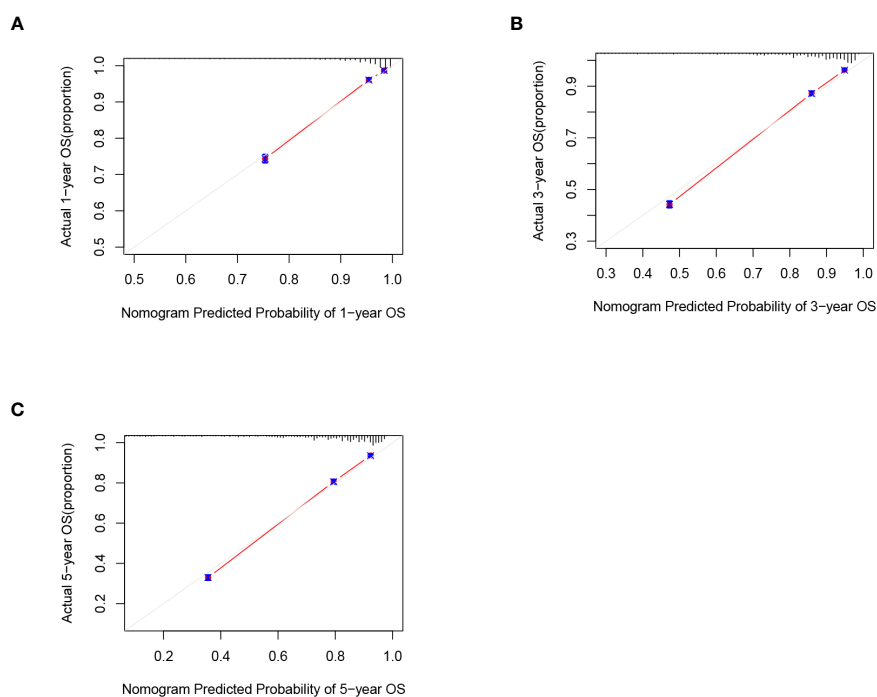 A
Actual 1−year OS(proportion)
1.0
0.9
0.8
0.7
0.6
0.5
0.5 0.6 0.7 0.8 0.9 1.0
Nomogram Predicted Probability of 1−year OS
B
Actual 3−year OS(proportion)
0.9
0.7
0.5
0.3
0.3 0.4 0.5 0.6 0.7 0.8 0.9 1.0
Nomogram Predicted Probability of 3−year OS
C
Actual 5−year OS(proportion)
1.0
0.8
0.6
0.4
0.2
0.2 0.4 0.6 0.8 1.0
Nomogram Predicted Probability of 5−year OS